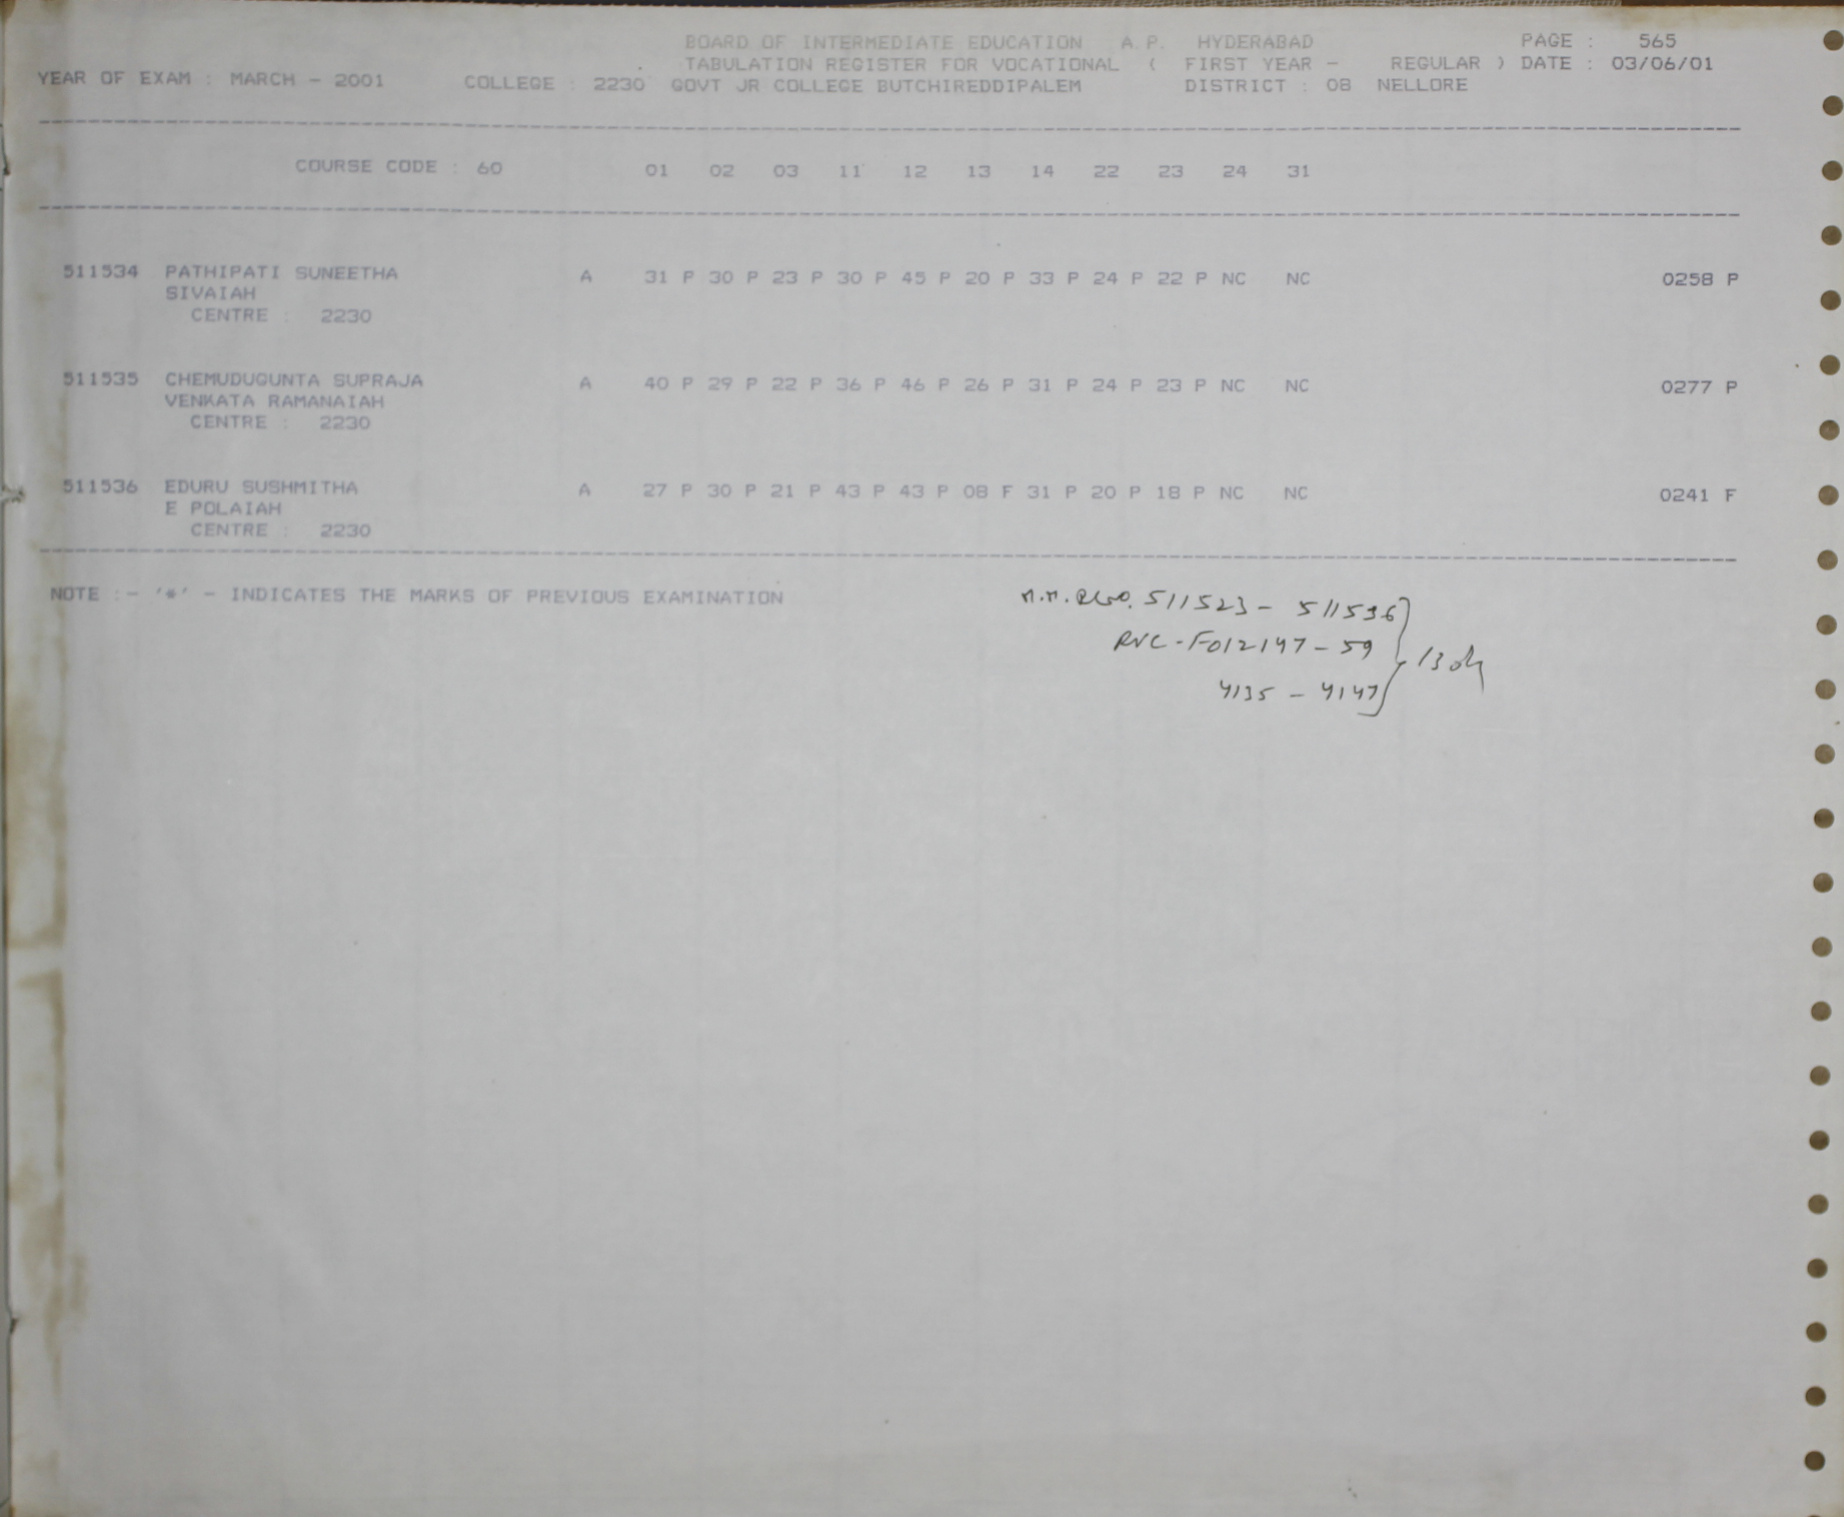 BOARD OF INTERMEDIATE EDUCATION A.P. HYDERABAD PAGE : 565
TABULATION REGISTER FOR VOCATIONAL ( FIRST YEAR - REGULAR ) DATE : 03/06/01
YEAR OF EXAM : MARCH - 2001 COLLEGE : 2230 GOVT JR COLLEGE BUTCHIREDDIPALEM DISTRICT : 08 NELLORE
COURSE CODE : 60 01 02 03 11 12 13 14 22 23 24 31
511534 PATHIPATI SUNEETHA A 31 P 30 P 23 P 30 P 45 P 20 P 33 P 24 P 22 P NC NC 0258 P
SIVAIAH
CENTRE : 2230
511535 CHEMUDUGUNTA SUPRAJA A 40 P 29 P 22 P 36 P 46 P 26 P 31 P 24 P 23 P NC NC 0277 P
VENKATA RAMANAIAH
CENTRE : 2230
511536 EDURU SUSHMITHA A 27 P 30 P 21 P 43 P 43 P 08 F 31 P 20 P 18 P NC NC 0241 F
E POLAIAH
CENTRE : 2230
NOTE :- '*' - INDICATES THE MARKS OF PREVIOUS EXAMINATION
511523 - 511536
RVC - F012147 - 59
4135 - 4147